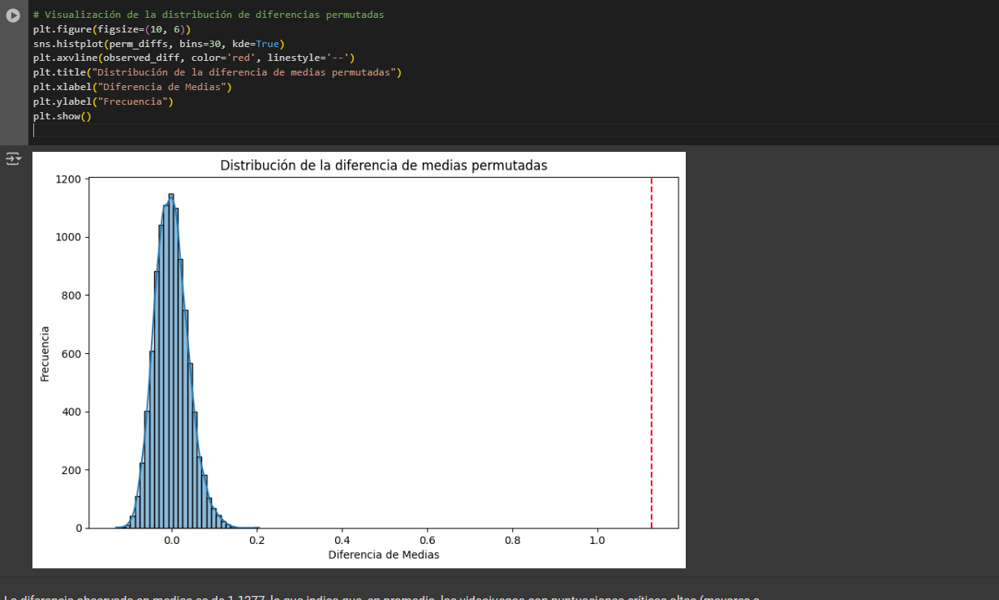 # Visualización de la distribución de diferencias permutadas
plt.figure(figsize=(10, 6))
sns.histplot(perm_diffs, bins=30, kde=True)
plt.axvline(observed_diff, color='red', linestyle='--')
plt.title("Distribución de la diferencia de medias permutadas")
plt.xlabel("Diferencia de Medias")
plt.ylabel("Frecuencia")
plt.show()
Distribución de la diferencia de medias permutadas
1200
1000
800
600
400
200
0
Frecuencia
0.0 0.2 0.4 0.6 0.8 1.0
Diferencia de Medias
La diferencia observada en medias es de 1.1277, lo que indica que, en promedio, los videojuegos con puntuaciones críticas altas (mayores a